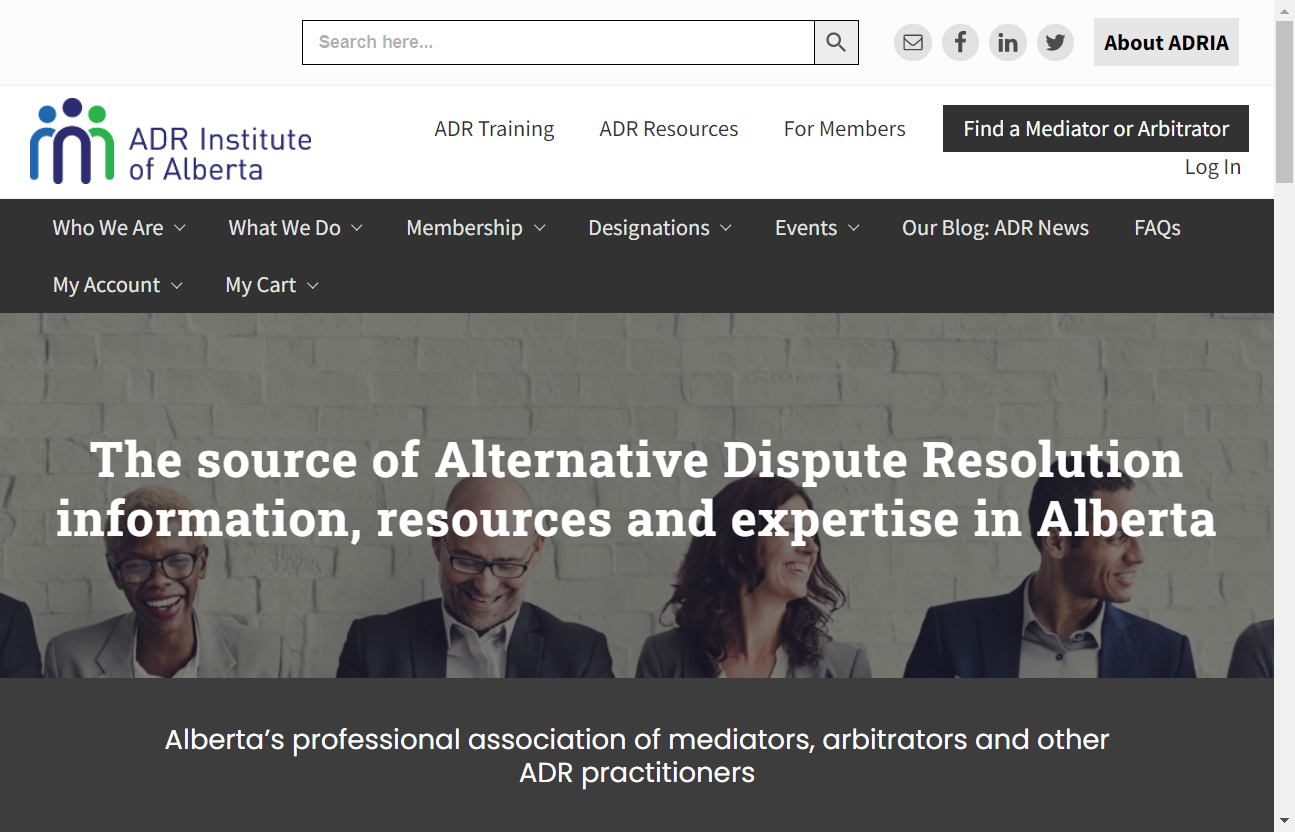 Search here...
About ADRIA
ADR Institute
of Alberta
ADR Training
ADR Resources
For Members
Find a Mediator or Arbitrator
Log In
Who We Are
What We Do
Membership
Designations
Events
Our Blog: ADR News
FAQs
My Account
My Cart
The source of Alternative Dispute Resolution
information, resources and expertise in Alberta
Alberta’s professional association of mediators, arbitrators and other
ADR practitioners